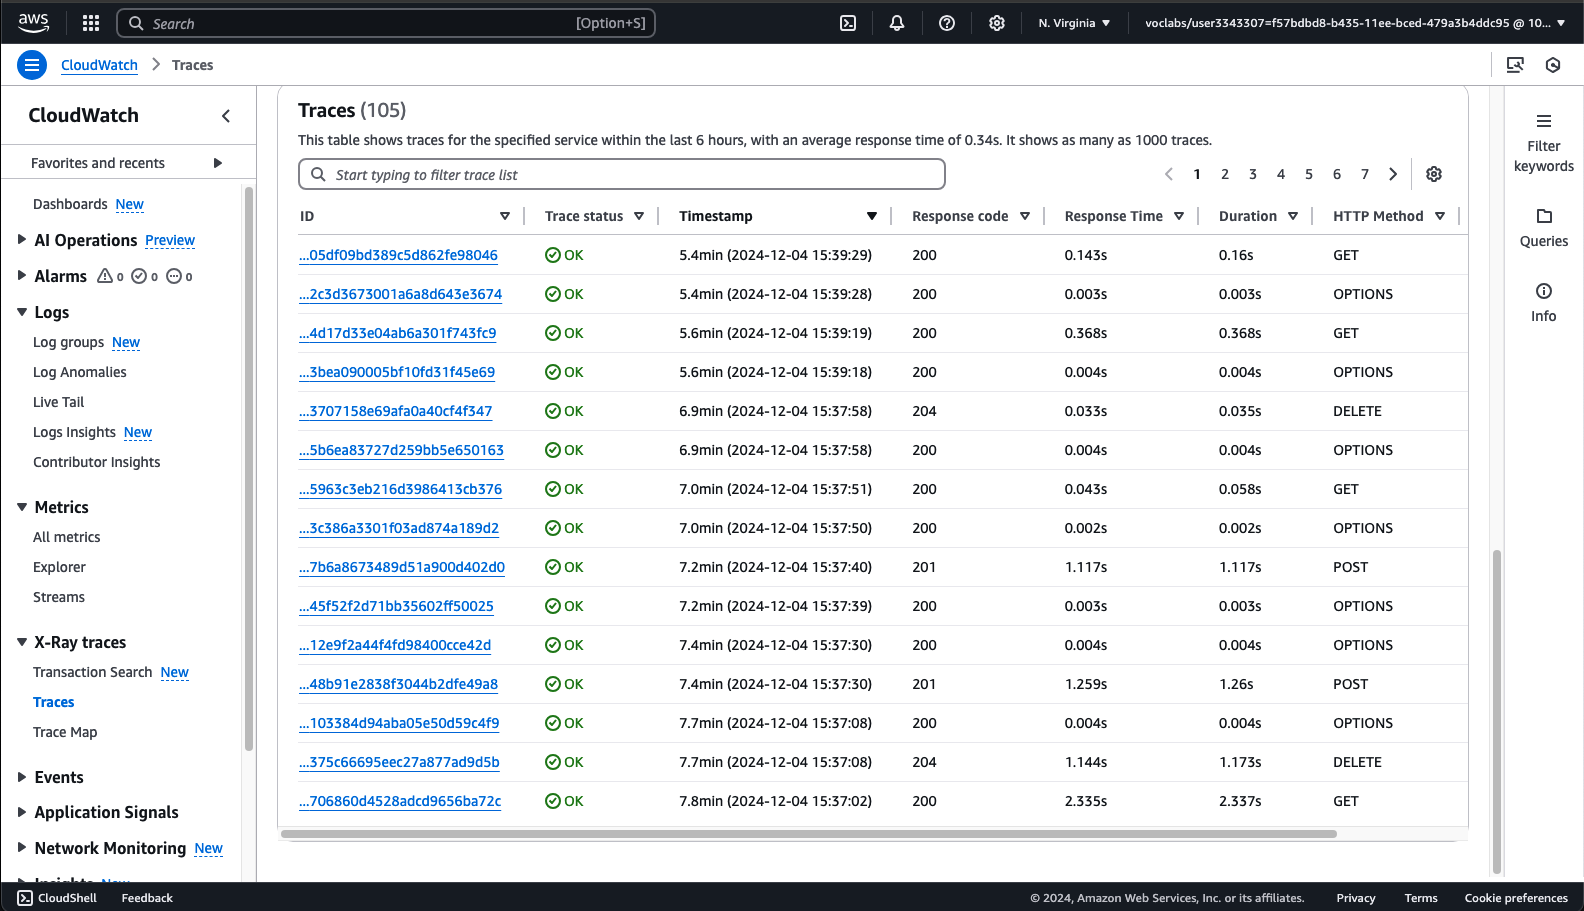 aws Search [Option+S] N. Virginia voclabs/user3343307=f57bdbd8-b435-11ee-bced-479a3b4ddc95 @ 10...
CloudWatch Traces
CloudWatch
Favorites and recents
Dashboards New
AI Operations Preview
Alarms 0 0 0
Logs
Log groups New
Log Anomalies
Live Tail
Logs Insights New
Contributor Insights
Metrics
All metrics
Explorer
Streams
X-Ray traces
Transaction Search New
Traces
Trace Map
Events
Application Signals
Network Monitoring New
Insights New
Traces (105)
This table shows traces for the specified service within the last 6 hours, with an average response time of 0.34s. It shows as many as 1000 traces.
Start typing to filter trace list 1 2 3 4 5 6 7
ID Trace status Timestamp Response code Response Time Duration HTTP Method
...05df09bd389c5d862fe98046 OK 5.4min (2024-12-04 15:39:29) 200 0.143s 0.16s GET
...2c3d3673001a6a8d643e3674 OK 5.4min (2024-12-04 15:39:28) 200 0.003s 0.003s OPTIONS
...4d17d33e04ab6a301f743fc9 OK 5.6min (2024-12-04 15:39:19) 200 0.368s 0.368s GET
...3bea090005bf10fd31f45e69 OK 5.6min (2024-12-04 15:39:18) 200 0.004s 0.004s OPTIONS
...3707158e69afa0a40cf4f347 OK 6.9min (2024-12-04 15:37:58) 204 0.033s 0.035s DELETE
...5b6ea83727d259bb5e650163 OK 6.9min (2024-12-04 15:37:58) 200 0.004s 0.004s OPTIONS
...5963c3eb216d3986413cb376 OK 7.0min (2024-12-04 15:37:51) 200 0.043s 0.058s GET
...3c386a3301f03ad874a189d2 OK 7.0min (2024-12-04 15:37:50) 200 0.002s 0.002s OPTIONS
...7b6a8673489d51a900d402d0 OK 7.2min (2024-12-04 15:37:40) 201 1.117s 1.117s POST
...45f52f2d71bb35602ff50025 OK 7.2min (2024-12-04 15:37:39) 200 0.003s 0.003s OPTIONS
...12e9f2a44f4fd98400cce42d OK 7.4min (2024-12-04 15:37:30) 200 0.004s 0.004s OPTIONS
...48b91e2838f3044b2dfe49a8 OK 7.4min (2024-12-04 15:37:30) 201 1.259s 1.26s POST
...103384d94aba05e50d59c4f9 OK 7.7min (2024-12-04 15:37:08) 200 0.004s 0.004s OPTIONS
...375c66695eec27a877ad9d5b OK 7.7min (2024-12-04 15:37:08) 204 1.144s 1.173s DELETE
...706860d4528adcd9656ba72c OK 7.8min (2024-12-04 15:37:02) 200 2.335s 2.337s GET
Filter
keywords
Queries
Info
CloudShell Feedback © 2024, Amazon Web Services, Inc. or its affiliates. Privacy Terms Cookie preferences